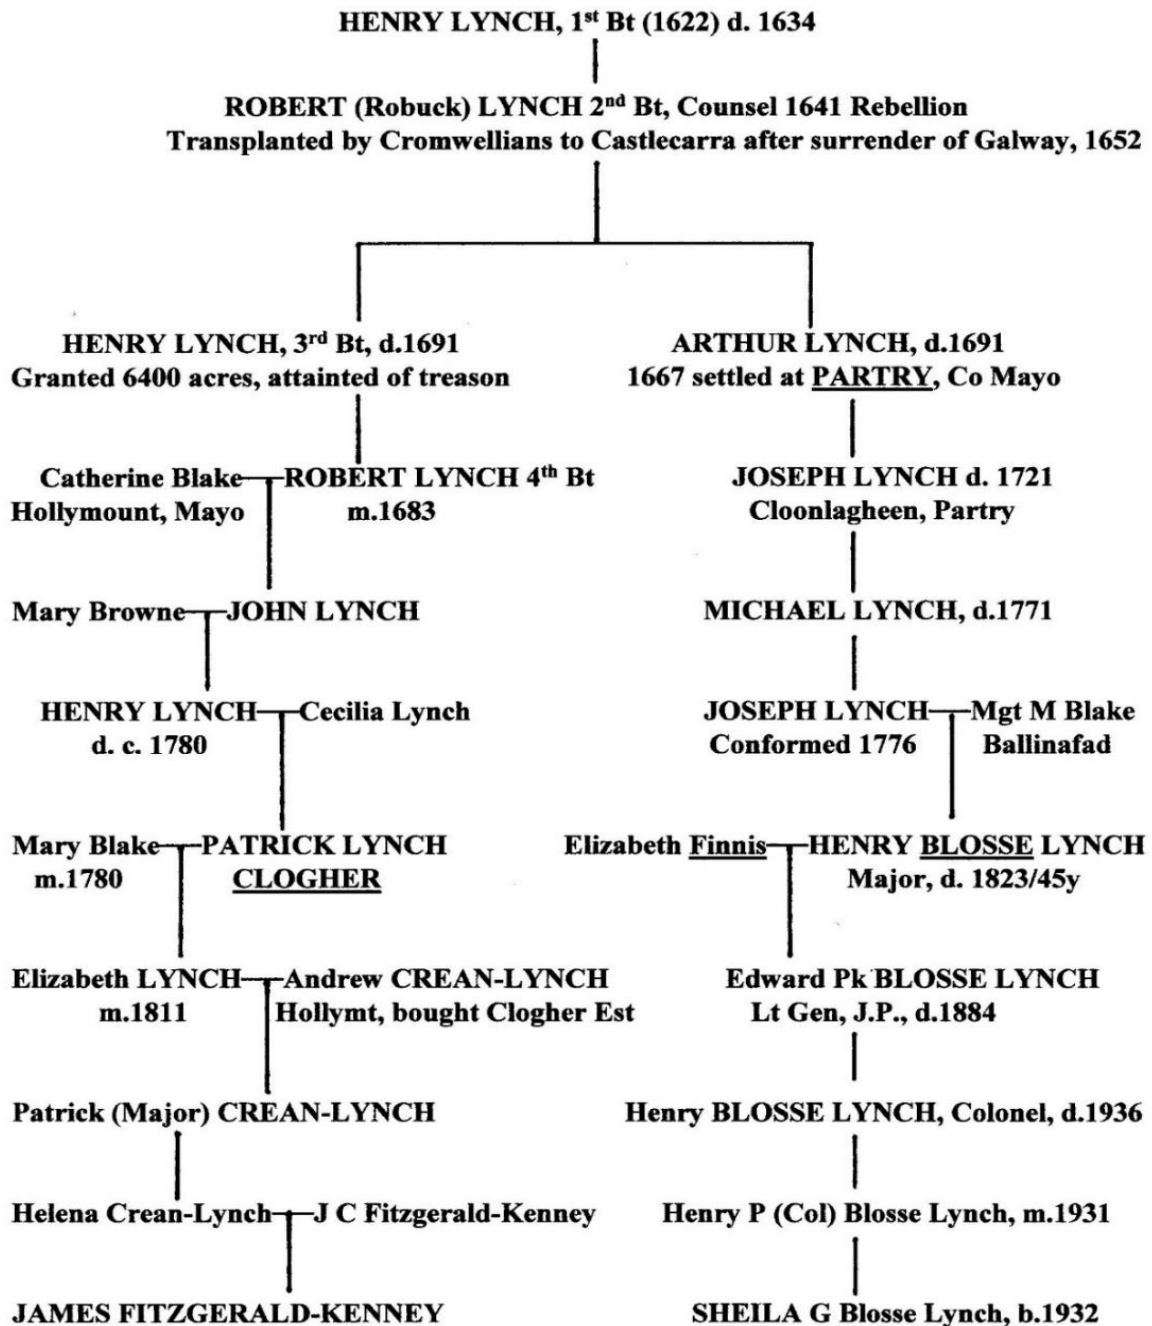 HENRY LYNCH, 1st Bt (1622) d. 1634
ROBERT (Robuck) LYNCH 2nd Bt, Counsel 1641 Rebellion
Transplanted by Cromwellians to Castlecarra after surrender of Galway, 1652
HENRY LYNCH, 3rd Bt, d.1691
Granted 6400 acres, attainted of treason
ARTHUR LYNCH, d.1691
1667 settled at PARTRY, Co Mayo
Catherine Blake
Hollymount, Mayo
ROBERT LYNCH 4th Bt
m.1683
JOSEPH LYNCH d. 1721
Cloonlagheen, Partry
Mary Browne
JOHN LYNCH
MICHAEL LYNCH, d.1771
HENRY LYNCH
d. c. 1780
Cecilia Lynch
JOSEPH LYNCH
Conformed 1776
Mgt M Blake
Ballinafad
Mary Blake
m.1780
PATRICK LYNCH
CLOGHER
Elizabeth Finnis
HENRY BLOSSE LYNCH
Major, d. 1823/45y
Elizabeth LYNCH
m.1811
Andrew CREAN-LYNCH
Hollymt, bought Clogher Est
Edward Pk BLOSSE LYNCH
Lt Gen, J.P., d.1884
Patrick (Major) CREAN-LYNCH
Henry BLOSSE LYNCH, Colonel, d.1936
Helena Crean-Lynch
J C Fitzgerald-Kenney
Henry P (Col) Blosse Lynch, m.1931
JAMES FITZGERALD-KENNEY
SHEILA G Blosse Lynch, b.1932